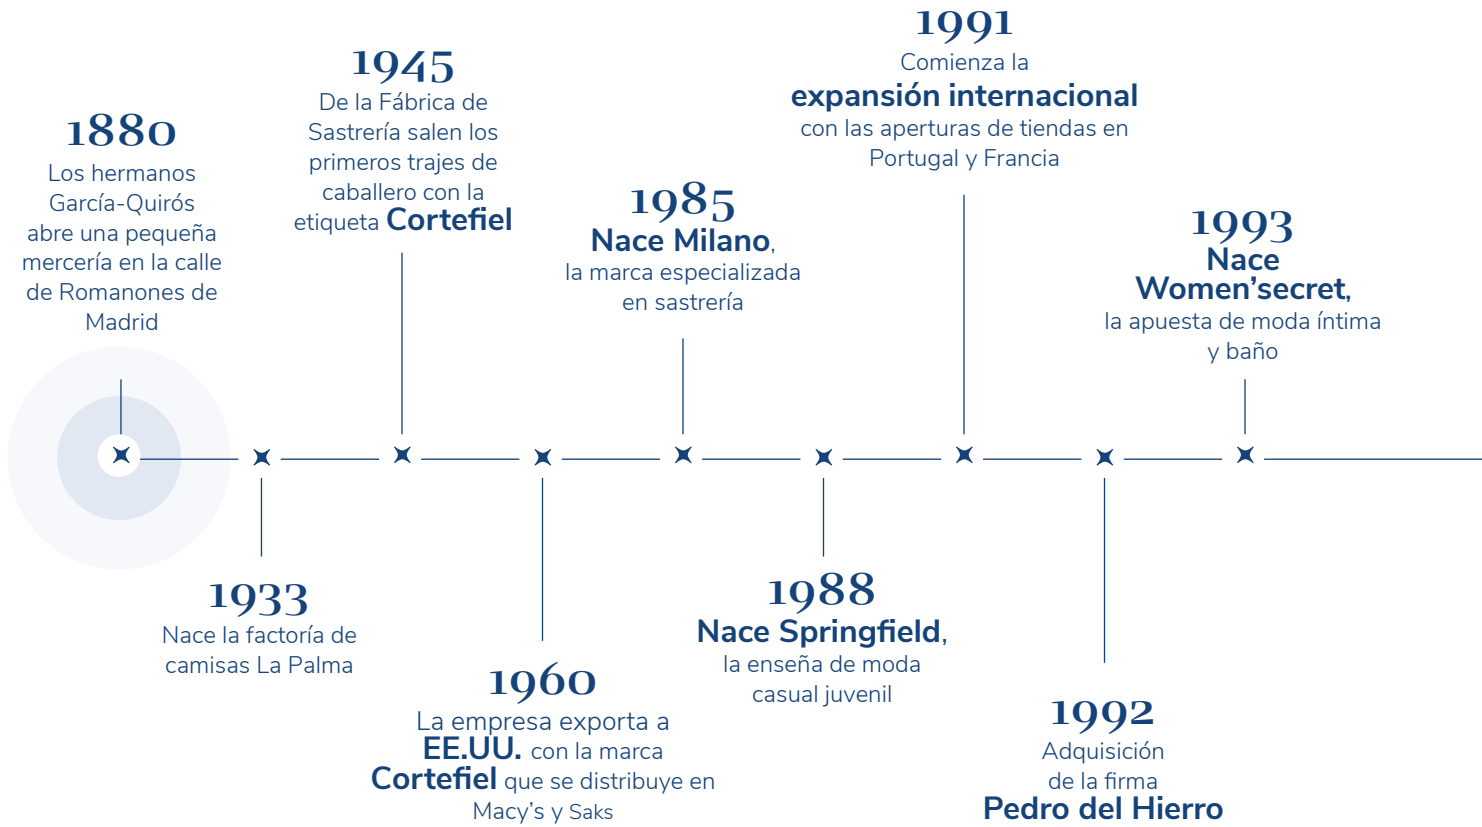 1880
Los hermanos
García-Quirós
abre una pequeña
mercería en la calle
de Romanones de
Madrid
1933
Nace la factoría de
camisas La Palma
1945
De la Fábrica de
Sastrería salen los
primeros trajes de
caballero con la
etiqueta Cortefiel
1960
La empresa exporta a
EE.UU. con la marca
Cortefiel que se distribuye en
Macy's y Saks
1985
Nace Milano,
la marca especializada
en sastrería
1988
Nace Springfield,
la enseña de moda
casual juvenil
1991
Comienza la
expansión internacional
con las aperturas de tiendas en
Portugal y Francia
1992
Adquisición
de la firma
Pedro del Hierro
1993
Nace
Women’secret,
la apuesta de moda íntima
y baño